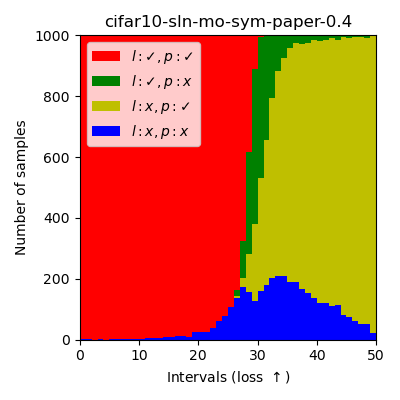 cifar10-sln-mo-sym-paper-0.4
1000
800
600
400
200
0
Number of samples
l : ✓, p : ✓
l : ✓, p : x
l : x, p : ✓
l : x, p : x
0 10 20 30 40 50
Intervals (loss ↑)